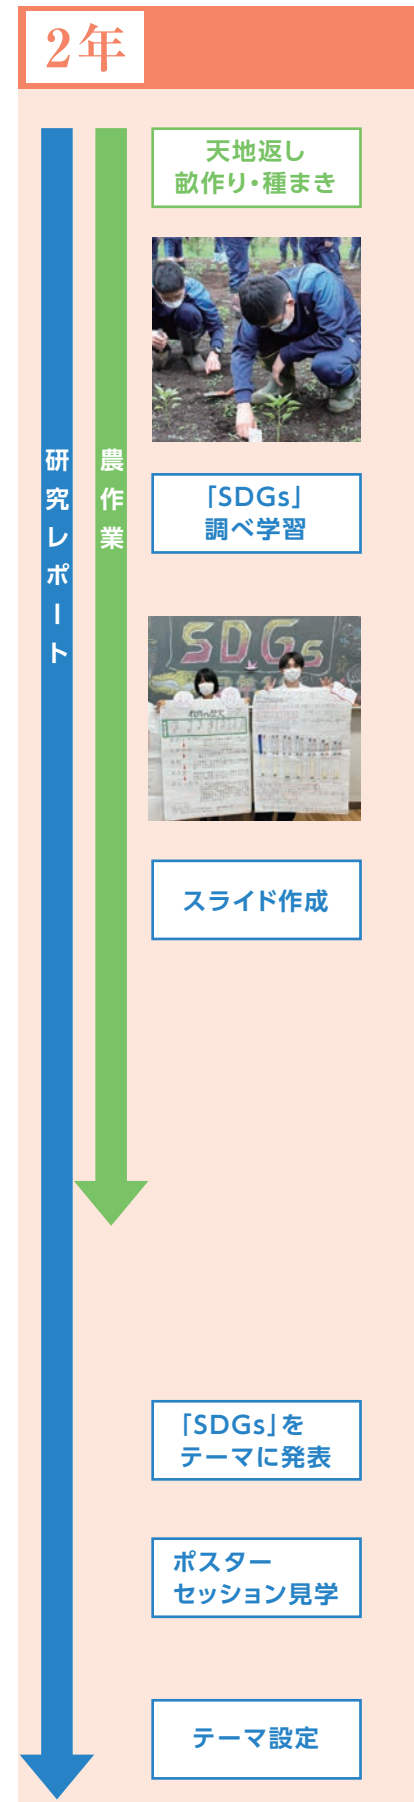 2年
天地返し
畝作り・種まき
研究レポート
農作業
「SDGs」
調べ学習
SDGs
スライド作成
「SDGs」を
テーマに発表
ポスター
セッション見学
テーマ設定